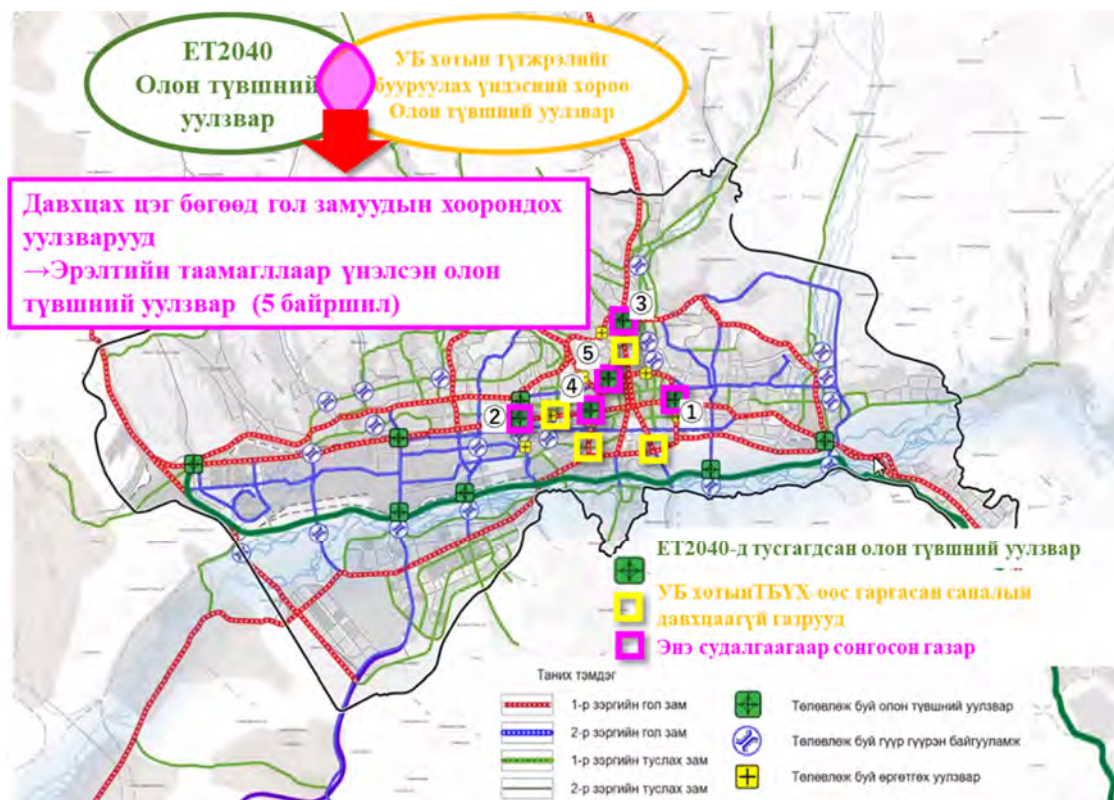 ЕТ2040
Олон түвшний
уулзвар
УБ хотын түгжрэлийг
бууруулах үндэсний хороо
Олон түвшний уулзвар
Давхцах цэг бөгөөд гол замуудын хоорондох
уулзварууд
→Эрэлтийн таамагллаар үнэлсэн олон
түвшний уулзвар (5 байршил)
③
⑤
④
②
①
ЕТ2040-д тусгагдсан олон түвшний уулзвар
УБ хотынТБҮХ-оос гаргасан саналын
давхцаагүй газрууд
Энэ судалгаагаар сонгосон газар
Таних тэмдэг
1-р зэргийн гол зам
2-р зэргийн гол зам
1-р зэргийн туслах зам
2-р зэргийн туслах зам
Төлөвлөж буй олон түвшний уулзвар
Төлөвлөж буй гүүр гүүрэн байгууламж
Төлөвлөж буй өргөтгөх уулзвар